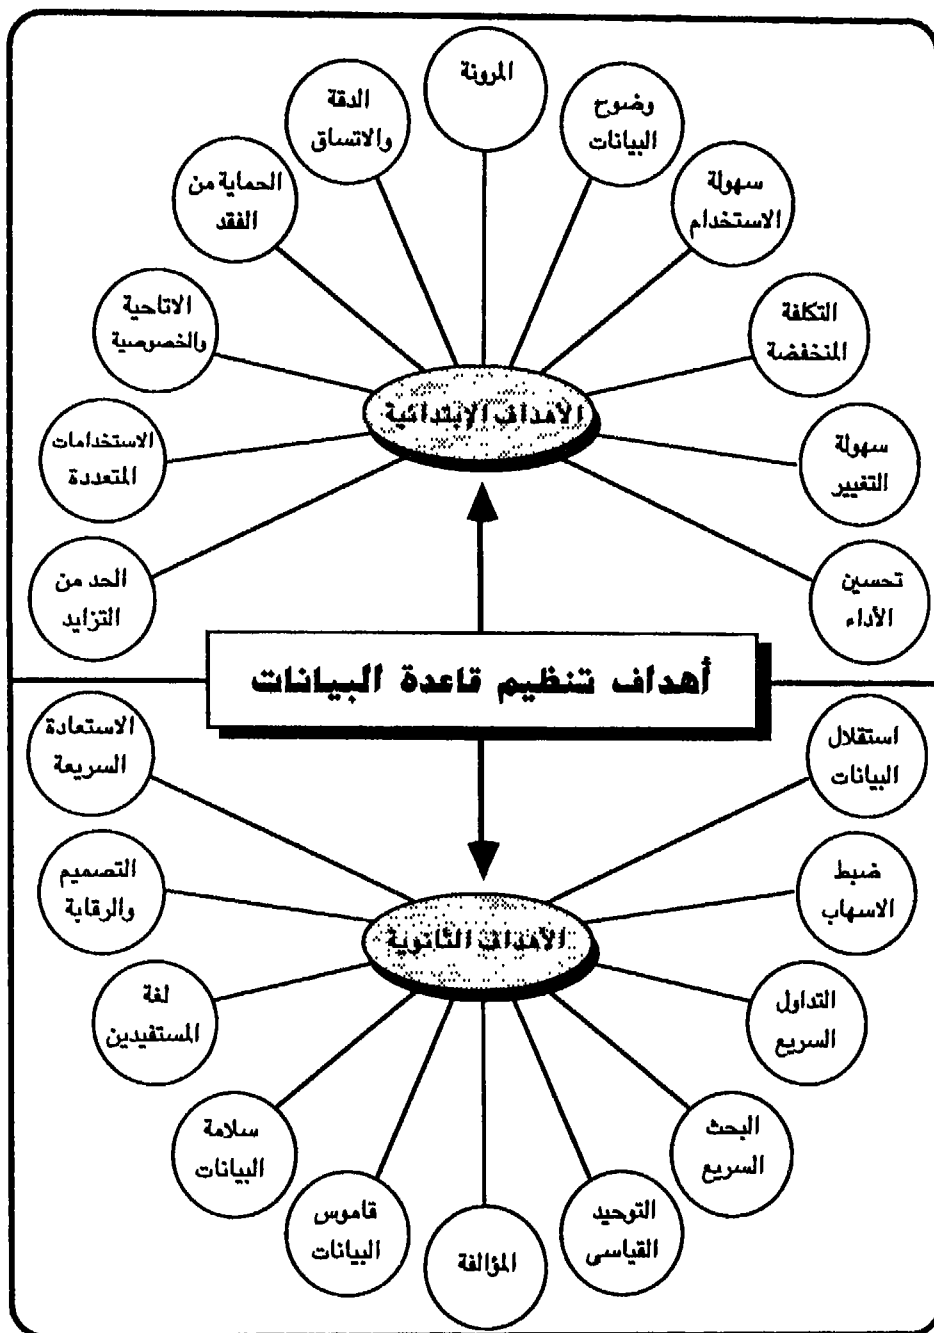 المرونة
وضوح
البيانات
الدقة
والاتساق
سهولة
الاستخدام
الحماية من
الفقد
التكلفة
المنخفضة
الاتاحية
والخصوصية
سهولة
التغيير
الاستخدامات
المتعددة
تحسين
الأداء
الحد من
التزايد
الأهداف الإبتدائية
أهداف تنظيم قاعدة البيانات
استقلال
البيانات
الاستعادة
السريعة
ضبط
الاسهاب
التصميم
والرقابة
الأهداف الثانوية
التداول
السريع
لغة
المستفيدين
البحث
السريع
سلامة
البيانات
التوحيد
القياسى
قاموس
البيانات
المؤالفة